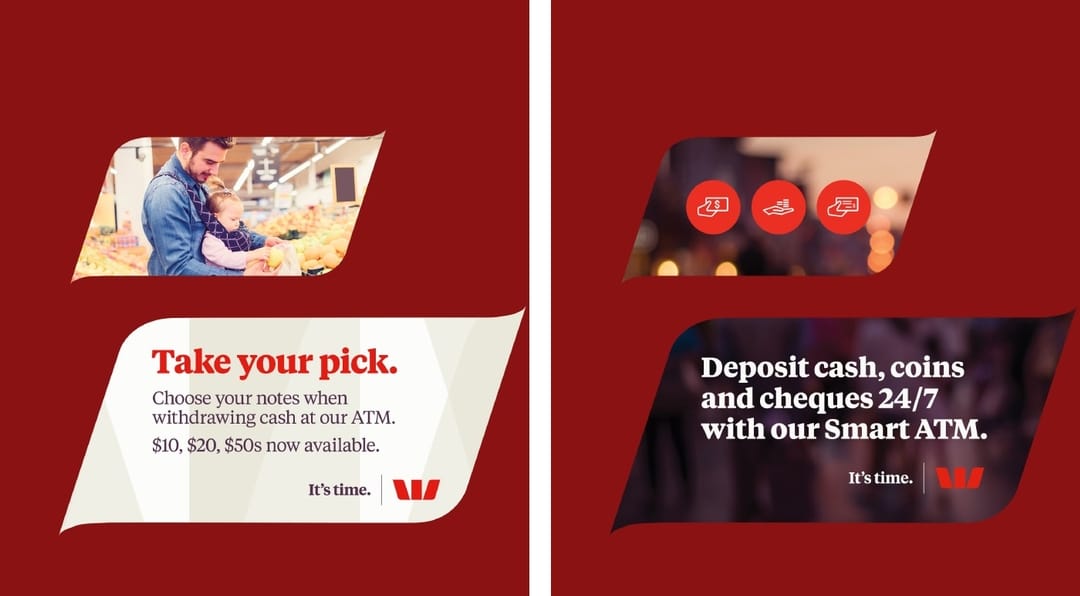 Take your pick.
Choose your notes when
withdrawing cash at our ATM.
$10, $20, $50s now available.
It's time.
Deposit cash, coins
and cheques 24/7
with our Smart ATM.
It's time.